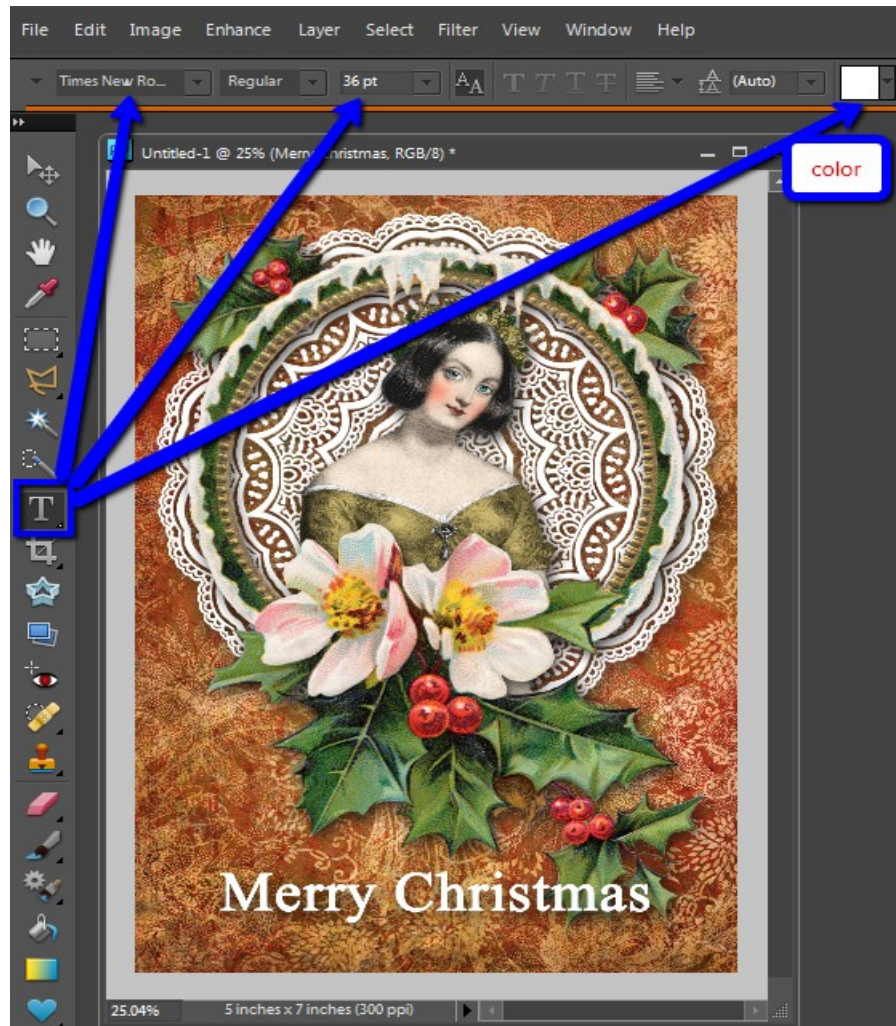 File Edit Image Enhance Layer Select Filter View Window Help
Times New Ro... Regular 36 pt AA T T T T (Auto)
color
Untitled-1 @ 25% (Merry Christmas, RGB/8) *
T
Merry Christmas
25.04% 5 inches x 7 inches (300 ppi)